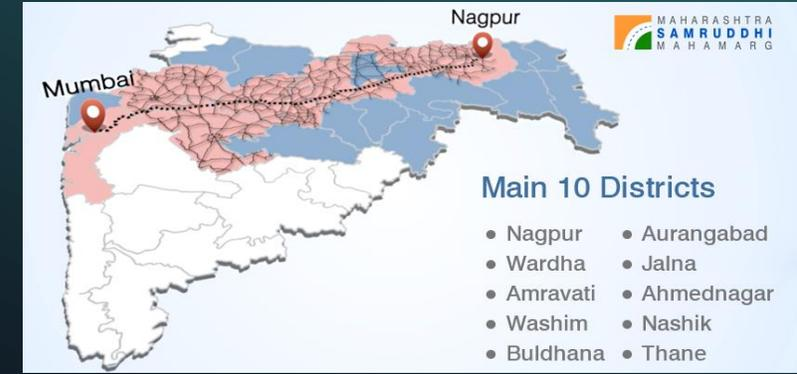 Nagpur
MAHARASHTRA
SAMRUDDHI
MAHAMARG
Mumbai
Main 10 Districts
• Nagpur
• Wardha
• Amravati
• Washim
• Buldhana
• Aurangabad
• Jalna
• Ahmednagar
• Nashik
• Thane